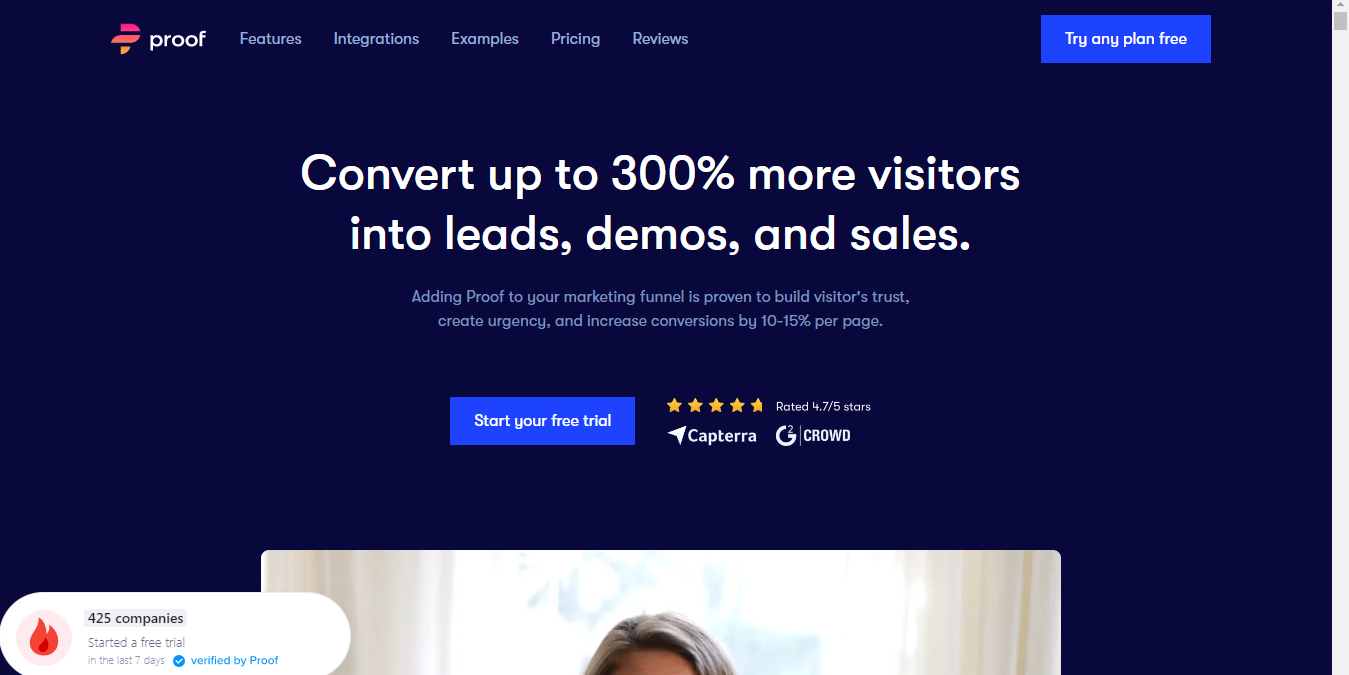 proof
Features
Integrations
Examples
Pricing
Reviews
Try any plan free
Convert up to 300% more visitors
into leads, demos, and sales.
Adding Proof to your marketing funnel is proven to build visitor's trust,
create urgency, and increase conversions by 10-15% per page.
Start your free trial
Rated 4.7/5 stars
Capterra
G2 CROWD
425 companies
Started a free trial
in the last 7 days verified by Proof